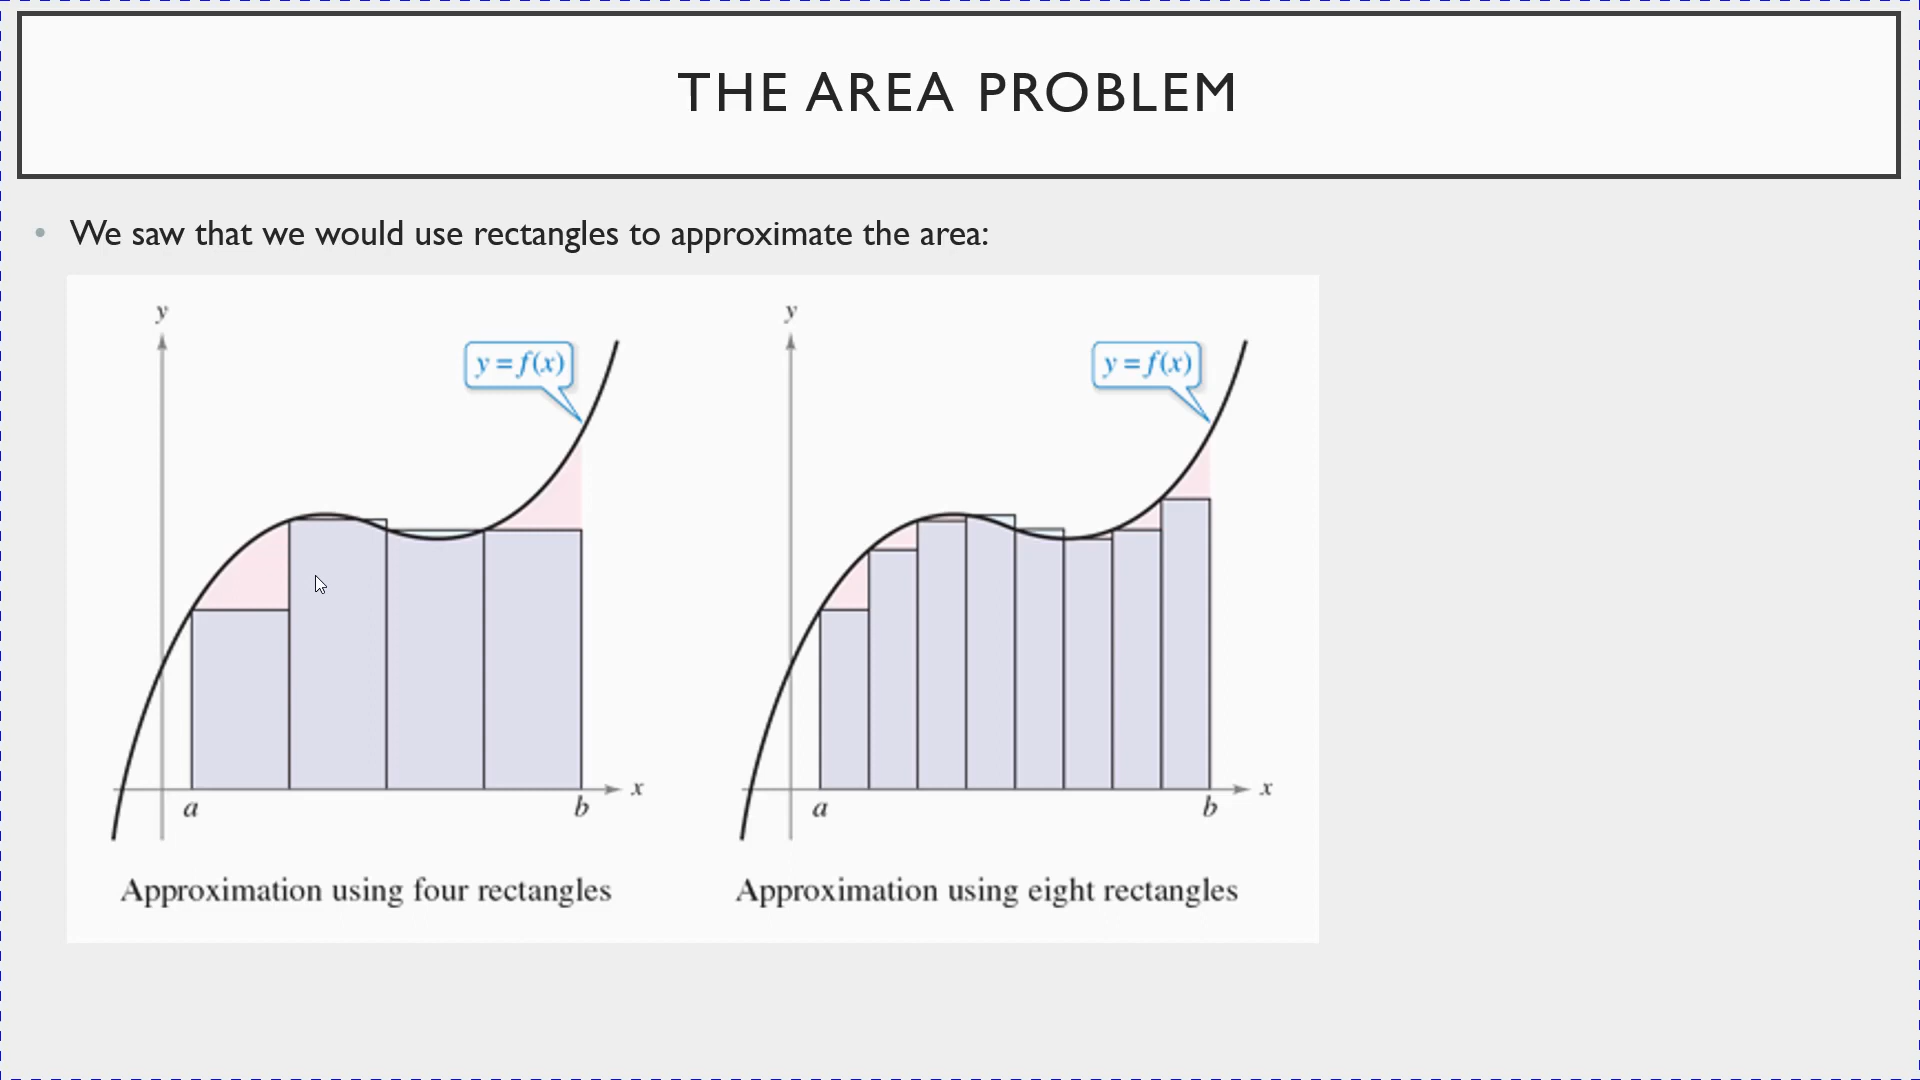 THE AREA PROBLEM
• We saw that we would use rectangles to approximate the area:
y
y = f(x)
x
a
b
Approximation using four rectangles
y
y = f(x)
x
a
b
Approximation using eight rectangles